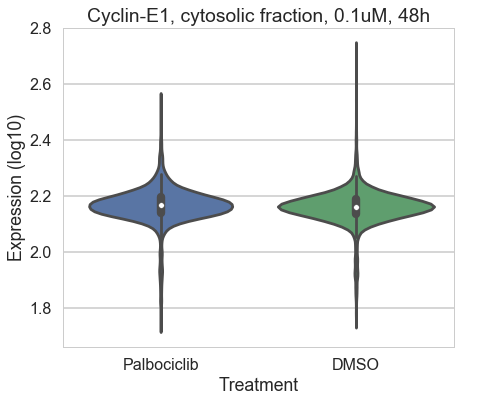 Cyclin-E1, cytosolic fraction, 0.1uM, 48h
2.8
2.6
2.4
2.2
2.0
1.8
Expression (log10)
Palbociclib DMSO
Treatment